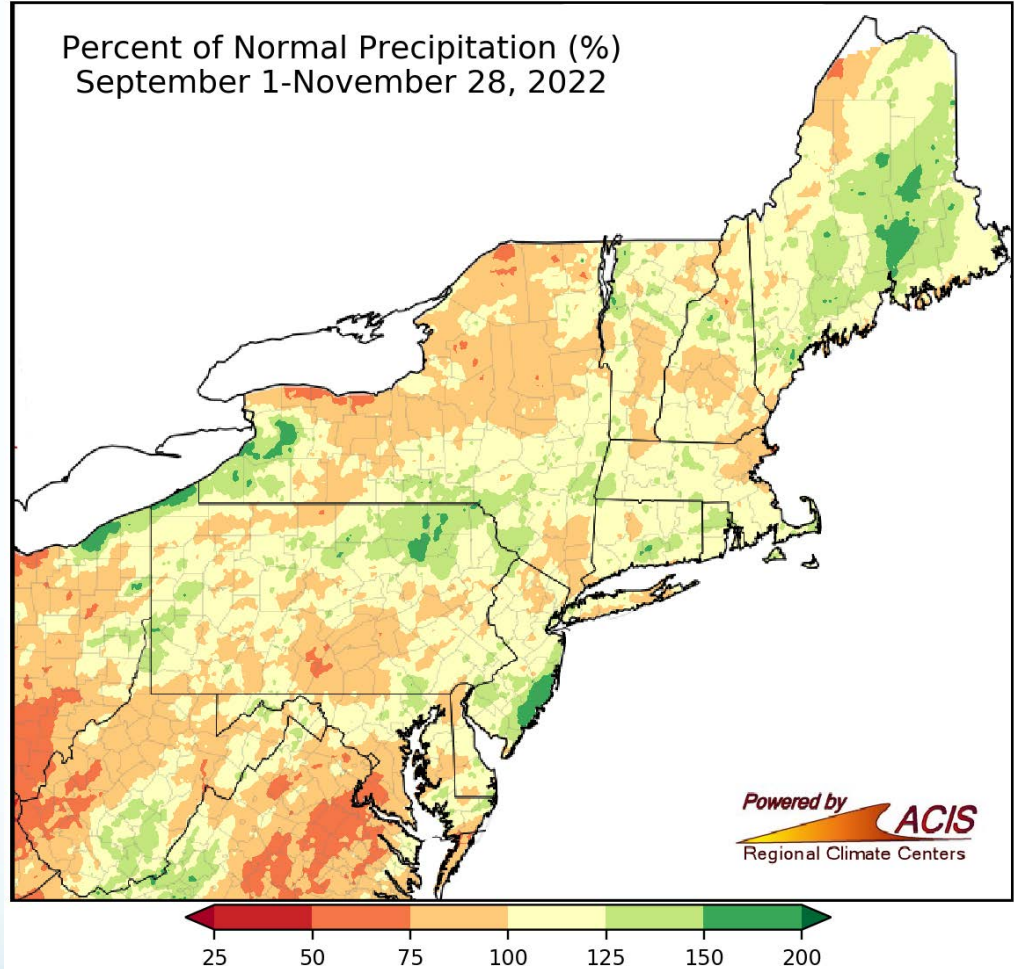 Percent of Normal Precipitation (%)
September 1-November 28, 2022
Powered by
ACIS
Regional Climate Centers
25 50 75 100 125 150 200